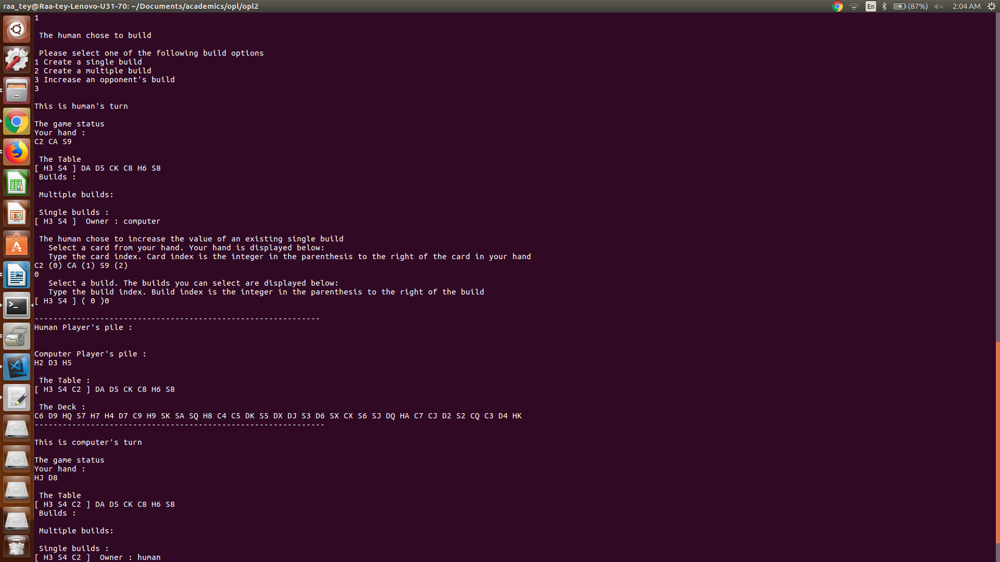 raa_tey@Raa-tey-Lenovo-U31-70: ~/Documents/academics/opl/opl2
En (87%) 2:04 AM
1
The human chose to build
Please select one of the following build options
1 Create a single build
2 Create a multiple build
3 Increase an opponent's build
3
This is human's turn
The game status
Your hand :
C2 CA S9
The Table
[ H3 S4 ] DA D5 CK C8 H6 S8
Builds :
Multiple builds:
Single builds :
[ H3 S4 ]  Owner : computer
The human chose to increase the value of an existing single build
Select a card from your hand. Your hand is displayed below:
Type the card index. Card index is the integer in the parenthesis to the right of the card in your hand
C2 (0) CA (1) S9 (2)
0
Select a build. The builds you can select are displayed below:
Type the build index. Build index is the integer in the parenthesis to the right of the build
[ H3 S4 ] ( 0 )0
-------------------------------------------------------------
Human Player's pile :
Computer Player's pile :
H2 D3 H5
The Table :
[ H3 S4 C2 ] DA D5 CK C8 H6 S8
The Deck :
C6 D9 HQ S7 H7 H4 D7 C9 H9 SK SA SQ H8 C4 C5 DK S5 DX DJ S3 D6 SX CX S6 SJ DQ HA C7 CJ D2 S2 CQ C3 D4 HK
--------------------------------------------------------------
This is computer's turn
The game status
Your hand :
HJ D8
The Table
[ H3 S4 C2 ] DA D5 CK C8 H6 S8
Builds :
Multiple builds:
Single builds :
[ H3 S4 C2 ]  Owner : human